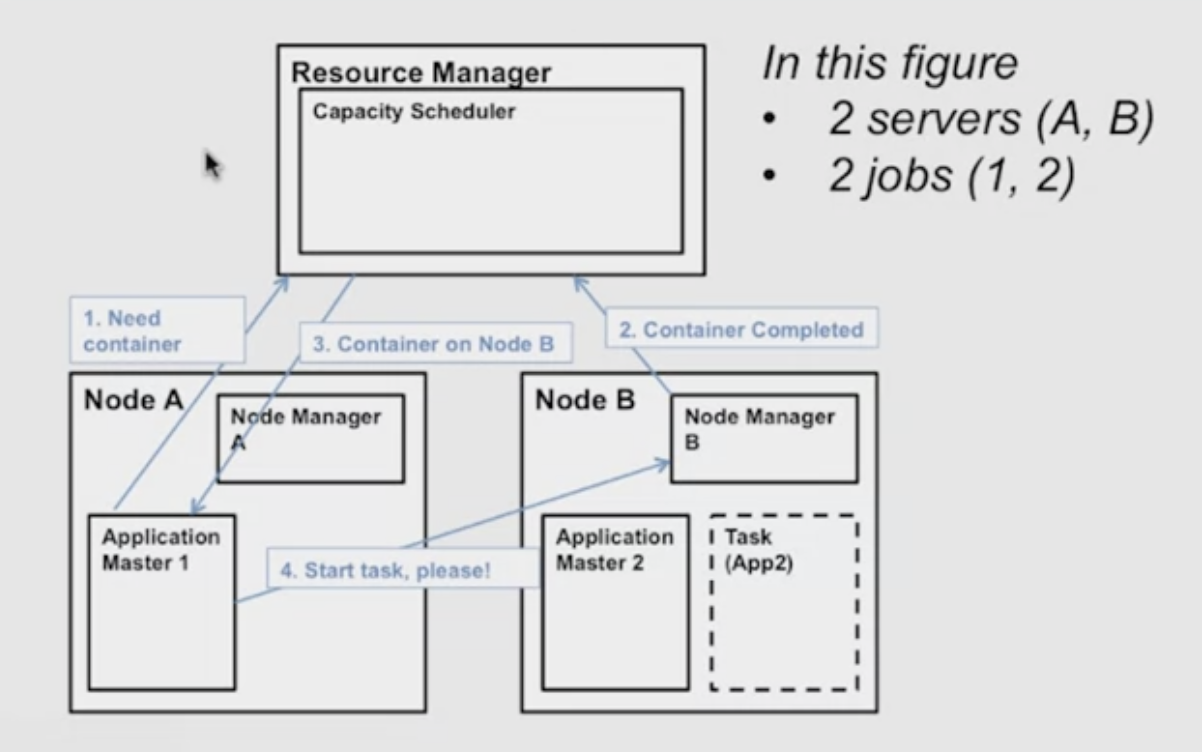 Resource Manager
Capacity Scheduler
In this figure
• 2 servers (A, B)
• 2 jobs (1, 2)
1. Need
container
3. Container on Node B
2. Container Completed
Node A
Node Manager
A
Application
Master 1
4. Start task, please!
Node B
Node Manager
B
Application
Master 2
Task
(App2)